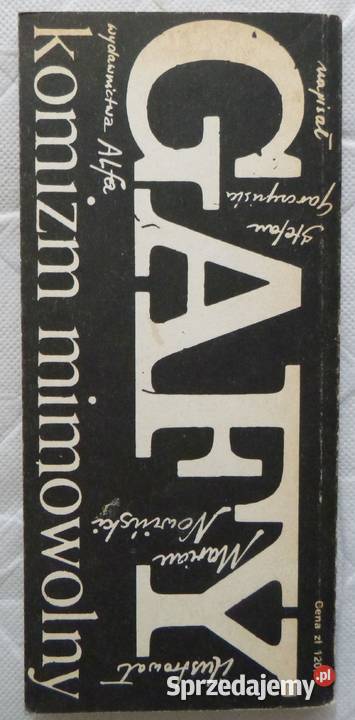 napisał
Stefan
Garczyński
GAFY
wydawnictwa Alfa
komizm mimowolny
ilustrował
Marian
Nowiński
Cena zł 120
Sprzedajemy.pl